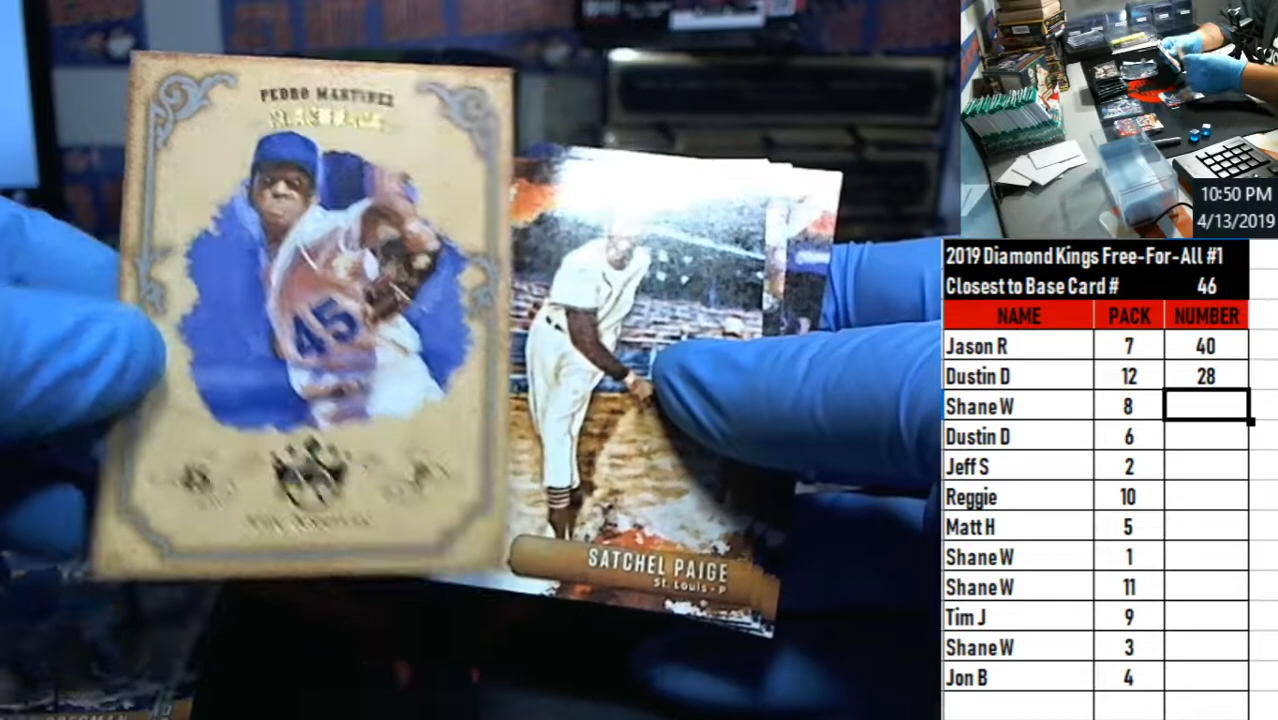 PEDRO MARTINEZ
45
SATCHEL PAIGE
St. Louis - P
10:50 PM
4/13/2019
2019 Diamond Kings Free-For-All #1
Closest to Base Card # 46
NAME PACK NUMBER
Jason R 7 40
Dustin D 12 28
Shane W 8
Dustin D 6
Jeff S 2
Reggie 10
Matt H 5
Shane W 1
Shane W 11
Tim J 9
Shane W 3
Jon B 4